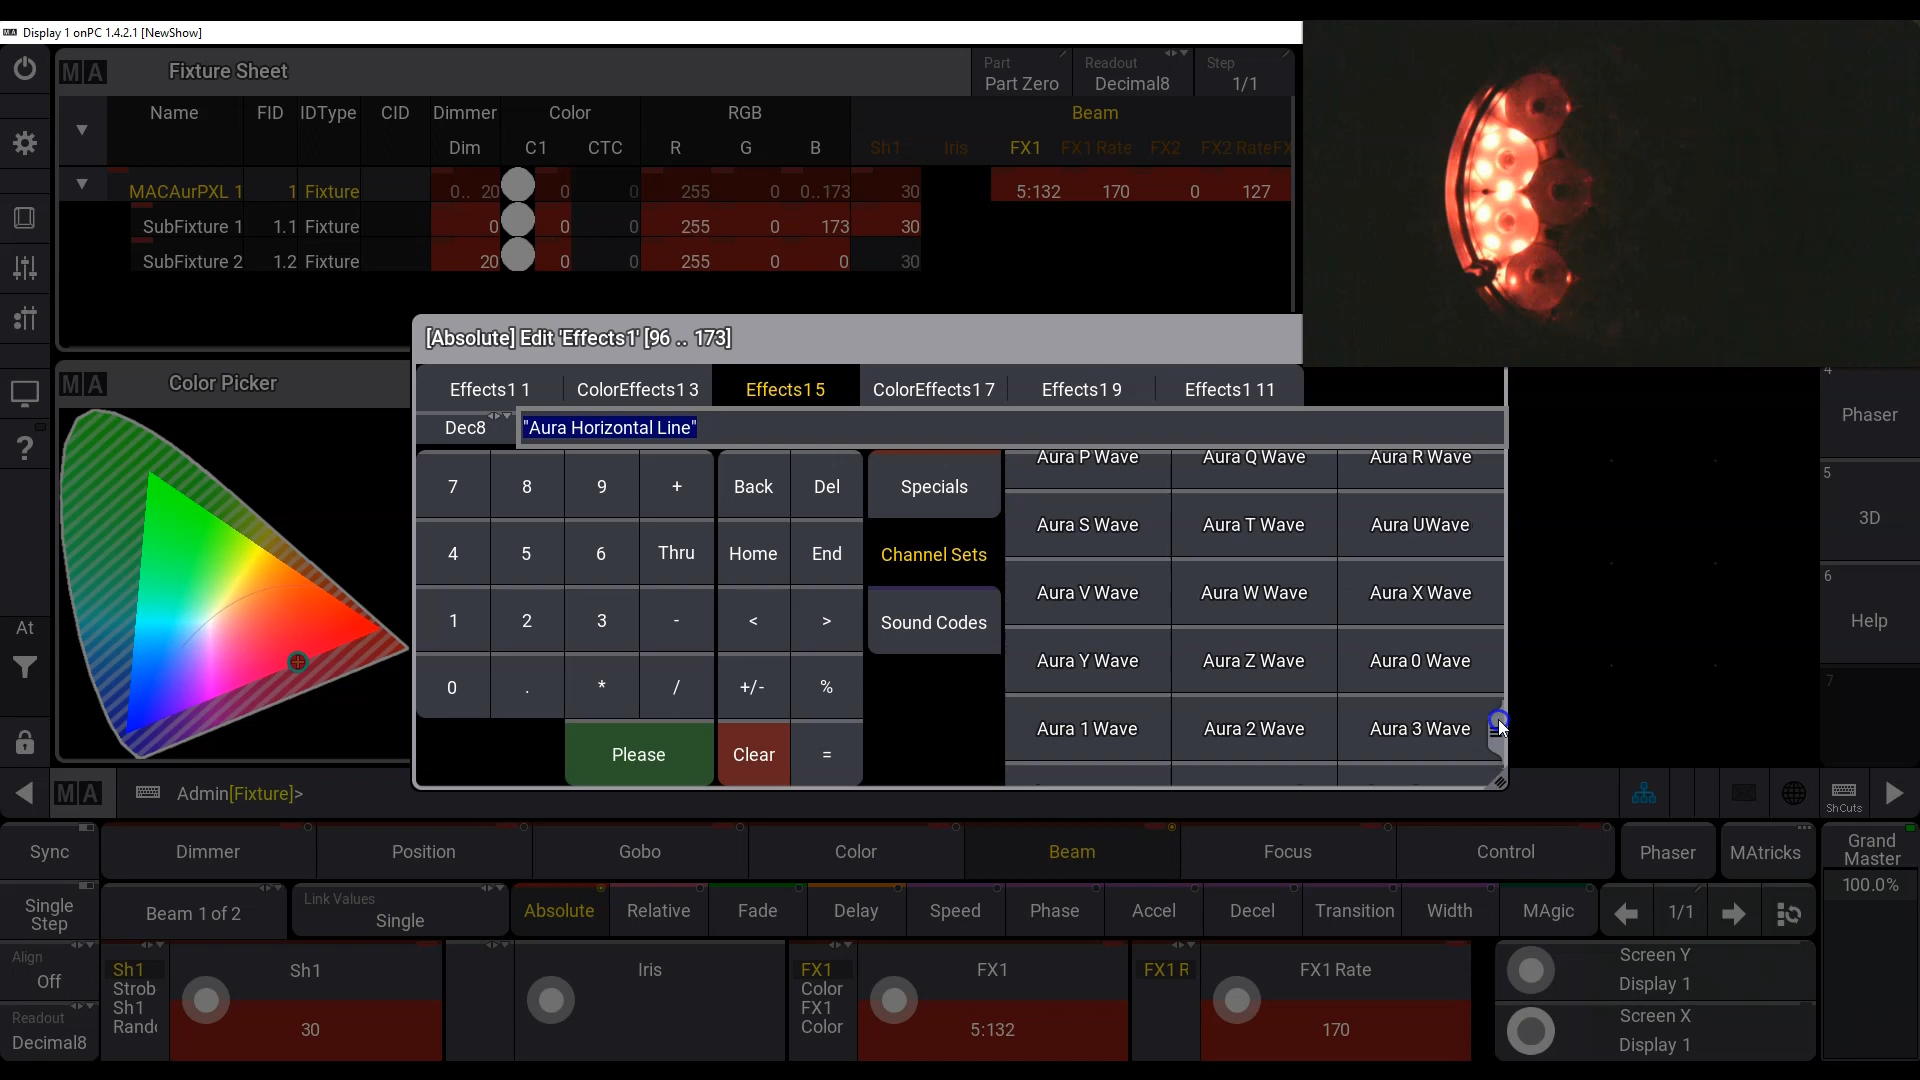 MA Display 1 onPC 1.4.2.1 [NewShow]
MA Fixture Sheet
Part
Part Zero
Readout
Decimal8
Step
1/1
Name FID IDType CID Dimmer Color RGB Beam
Dim C1 CTC R G B Sh1 Iris FX1 FX1 Rate FX2 FX2 Rate FX
MACAurPXL 1 1 Fixture 0.. 20 0 0 255 0 0..173 30 5:132 170 0 127
SubFixture 1 1.1 Fixture 0 0 0 255 0 173 30
SubFixture 2 1.2 Fixture 20 0 0 255 0 0 30
[Absolute] Edit 'Effects1' [96 .. 173]
MA Color Picker
Effects1 1 ColorEffects1 3 Effects1 5 ColorEffects1 7 Effects1 9 Effects1 11
Dec8 "Aura Horizontal Line"
7 8 9 + Back Del Specials
4 5 6 Thru Home End Channel Sets
1 2 3 - < > Sound Codes
0 . * / +/- %
Please Clear =
Aura P Wave Aura Q Wave Aura R Wave
Aura S Wave Aura T Wave Aura UWave
Aura V Wave Aura W Wave Aura X Wave
Aura Y Wave Aura Z Wave Aura 0 Wave
Aura 1 Wave Aura 2 Wave Aura 3 Wave
4
Phaser
5
3D
6
Help
7
?
At
MA Admin[Fixture]>
ShCuts
Sync Dimmer Position Gobo Color Beam Focus Control Phaser MAtricks
Grand
Master
100.0%
Single
Step
Beam 1 of 2
Link Values
Single
Absolute Relative Fade Delay Speed Phase Accel Decel Transition Width MAgic 1/1
Align
Off
Readout
Decimal8
Sh1
Strob
Sh1
Rand
Sh1
30
Iris
FX1
Color
FX1
Color
FX1
5:132
FX1 R
FX1 Rate
170
Screen Y
Display 1
Screen X
Display 1